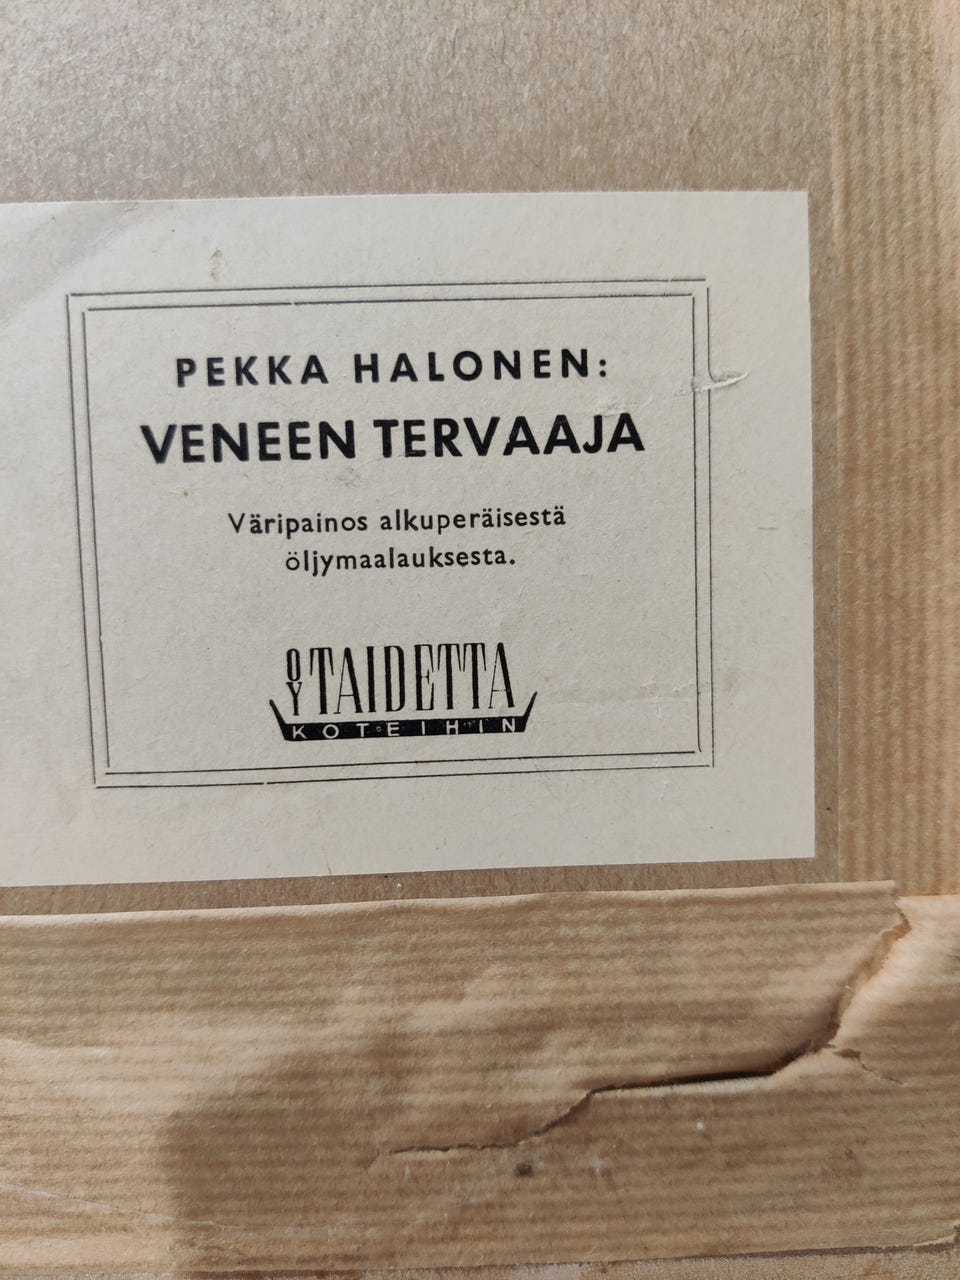 PEKKA HALONEN:
VENEEN TERVAAJA
Väripainos alkuperäisestä
öljymaalauksesta.
OY TAIDETTA
KOTEIHIN